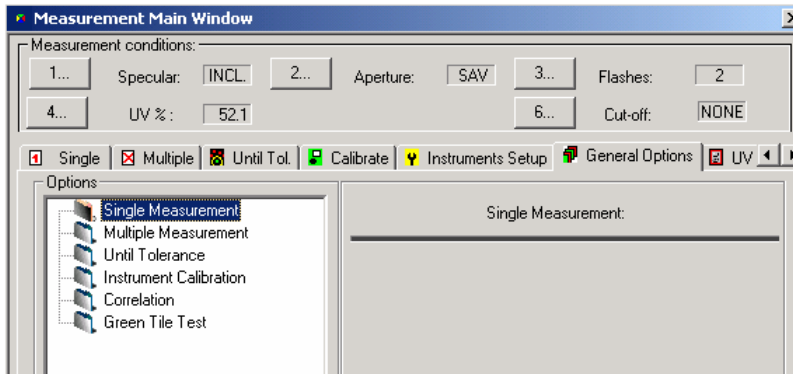 Measurement Main Window
Measurement conditions:
1... Specular: INCL. 2... Aperture: SAV 3... Flashes: 2
4... UV % : 52.1 6... Cut-off: NONE
1 Single Multiple Until Tol. Calibrate Instruments Setup General Options UV
Options
Single Measurement
Multiple Measurement
Until Tolerance
Instrument Calibration
Correlation
Green Tile Test
Single Measurement: